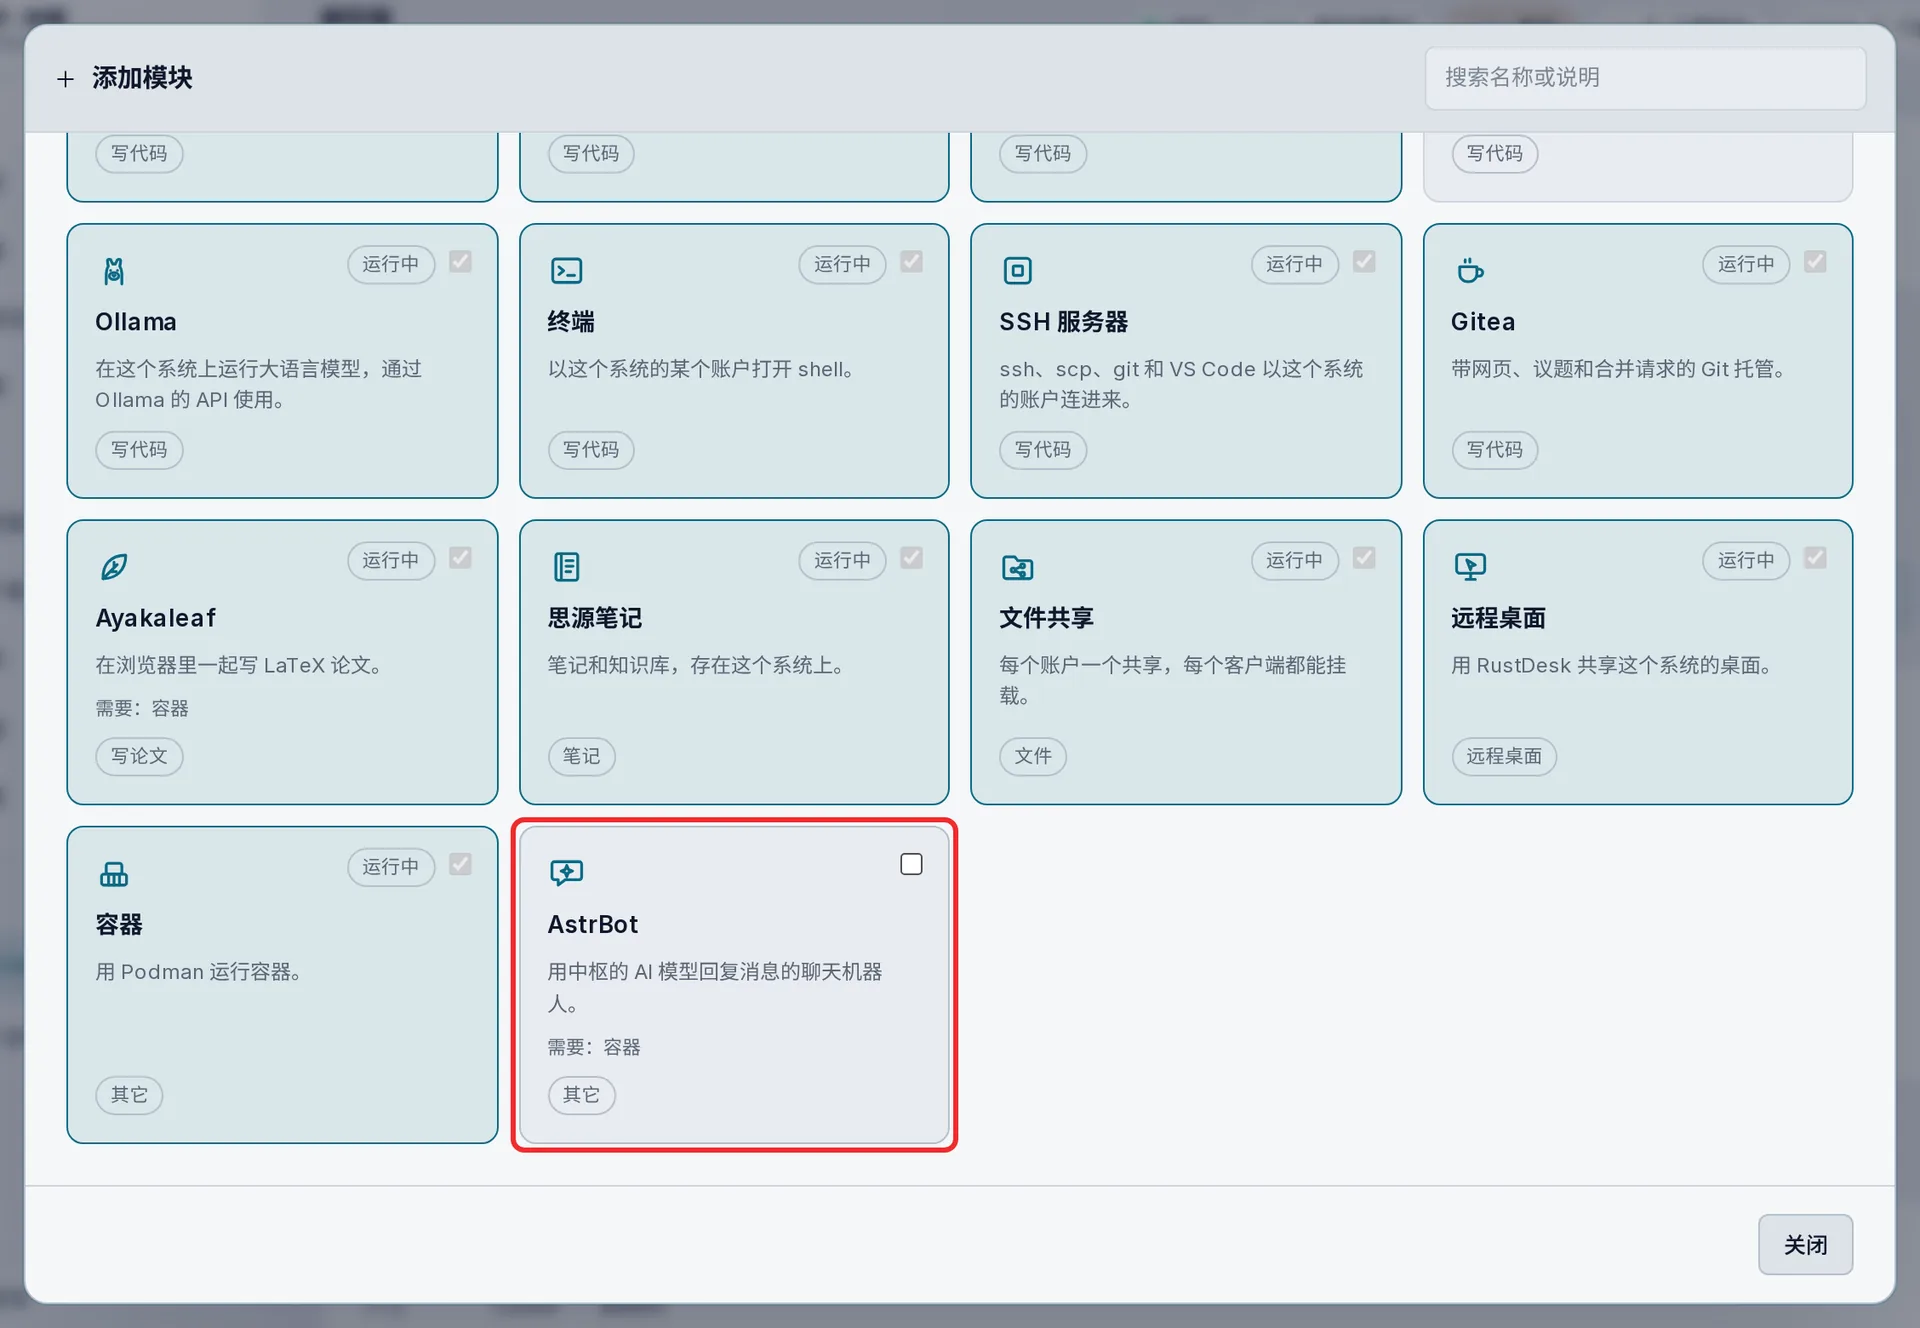 添加模块
搜索名称或说明
写代码
写代码
写代码
写代码
运行中
Ollama
在这个系统上运行大语言模型，通过
Ollama 的 API 使用。
写代码
运行中
终端
以这个系统的某个账户打开 shell。
写代码
运行中
SSH 服务器
ssh、scp、git 和 VS Code 以这个系统
的账户连进来。
写代码
运行中
Gitea
带网页、议题和合并请求的 Git 托管。
写代码
运行中
Ayakaleaf
在浏览器里一起写 LaTeX 论文。
需要：容器
写论文
运行中
思源笔记
笔记和知识库，存在这个系统上。
笔记
运行中
文件共享
每个账户一个共享，每个客户端都能挂
载。
文件
运行中
远程桌面
用 RustDesk 共享这个系统的桌面。
远程桌面
运行中
容器
用 Podman 运行容器。
其它
AstrBot
用中枢的 AI 模型回复消息的聊天机器
人。
需要：容器
其它
关闭